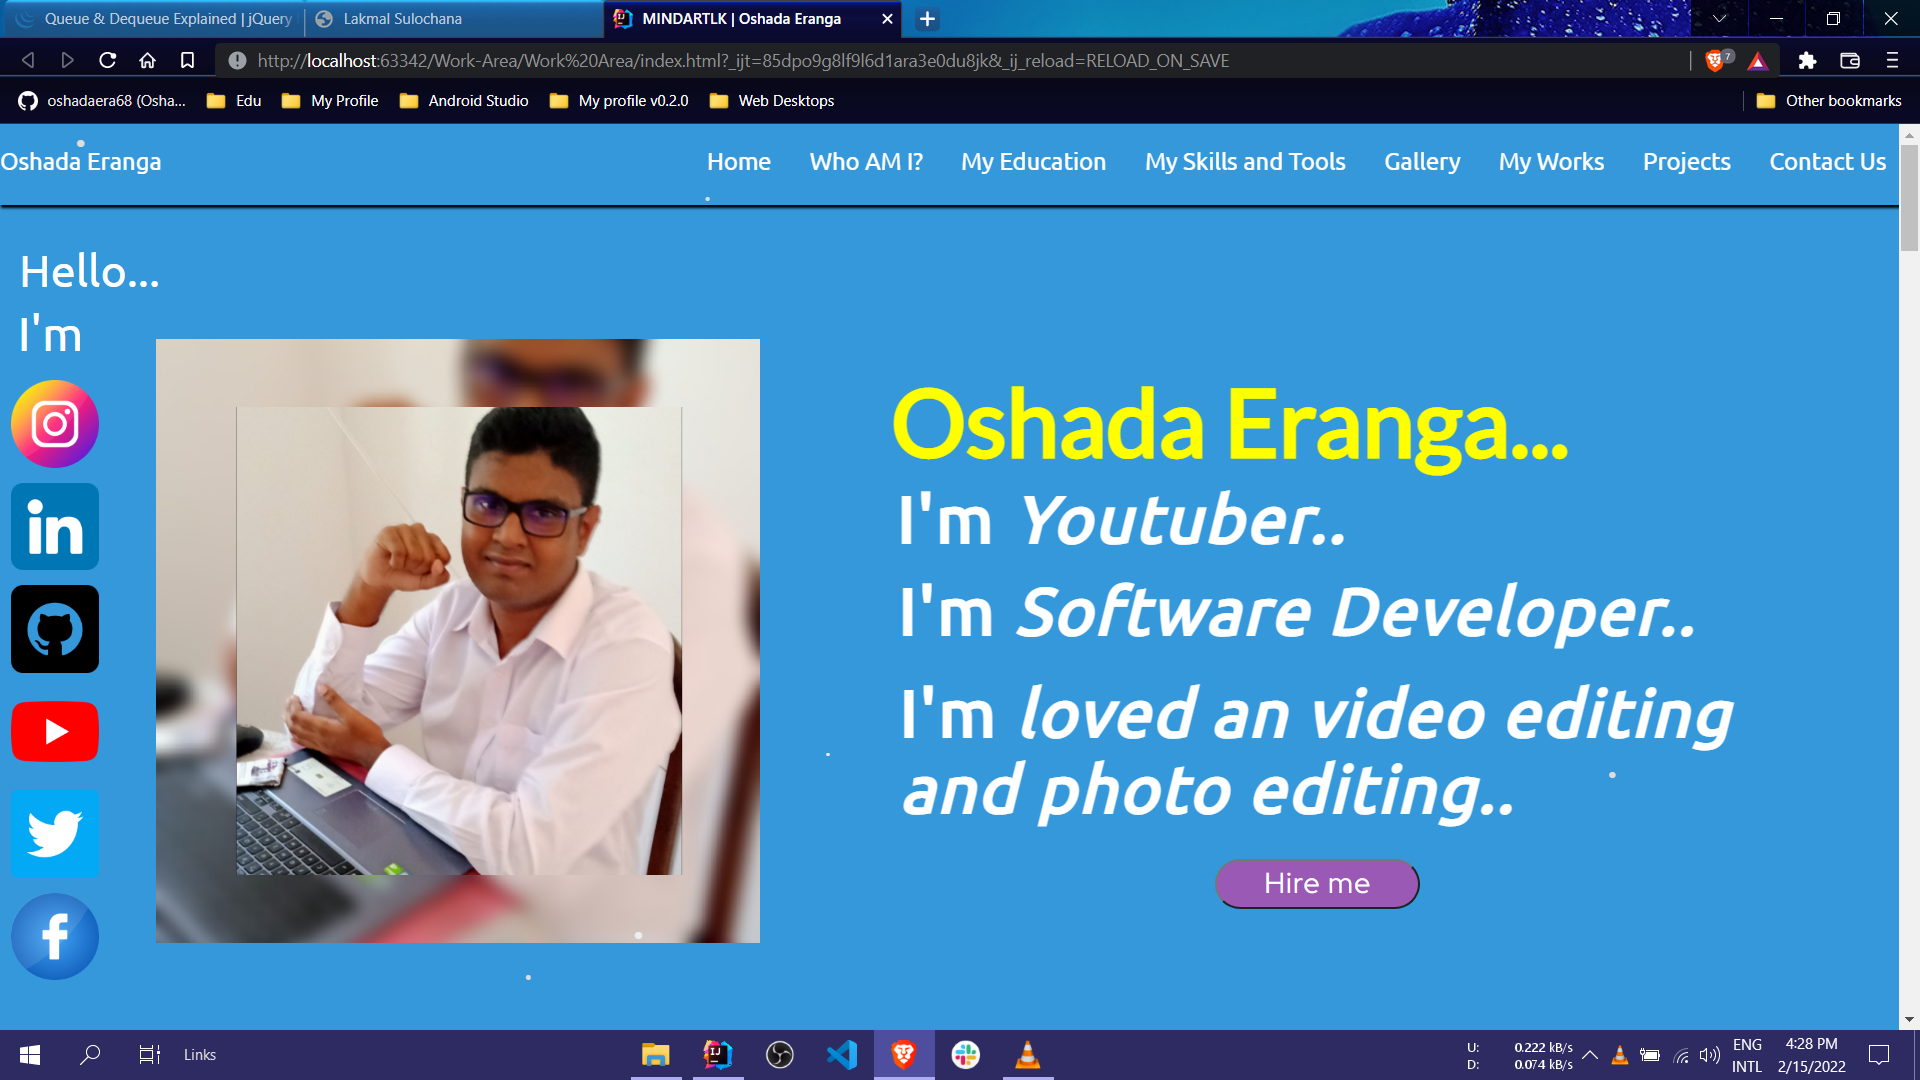 Queue & Dequeue Explained | jQuery
Lakmal Sulochana
MINDARTLK | Oshada Eranga
http://localhost:63342/Work-Area/Work%20Area/index.html?_ijt=85dpo9g8lf9l6d1ara3e0du8jk&_ij_reload=RELOAD_ON_SAVE
7
oshadaera68 (Osha...
Edu
My Profile
Android Studio
My profile v0.2.0
Web Desktops
Other bookmarks
Oshada Eranga
Home
Who AM I?
My Education
My Skills and Tools
Gallery
My Works
Projects
Contact Us
Hello...
I'm
in
f
Oshada Eranga...
I'm Youtuber..
I'm Software Developer..
I'm loved an video editing
and photo editing..
Hire me
Links
IJ
U: 0.222 kB/s
D: 0.074 kB/s
ENG
INTL
4:28 PM
2/15/2022